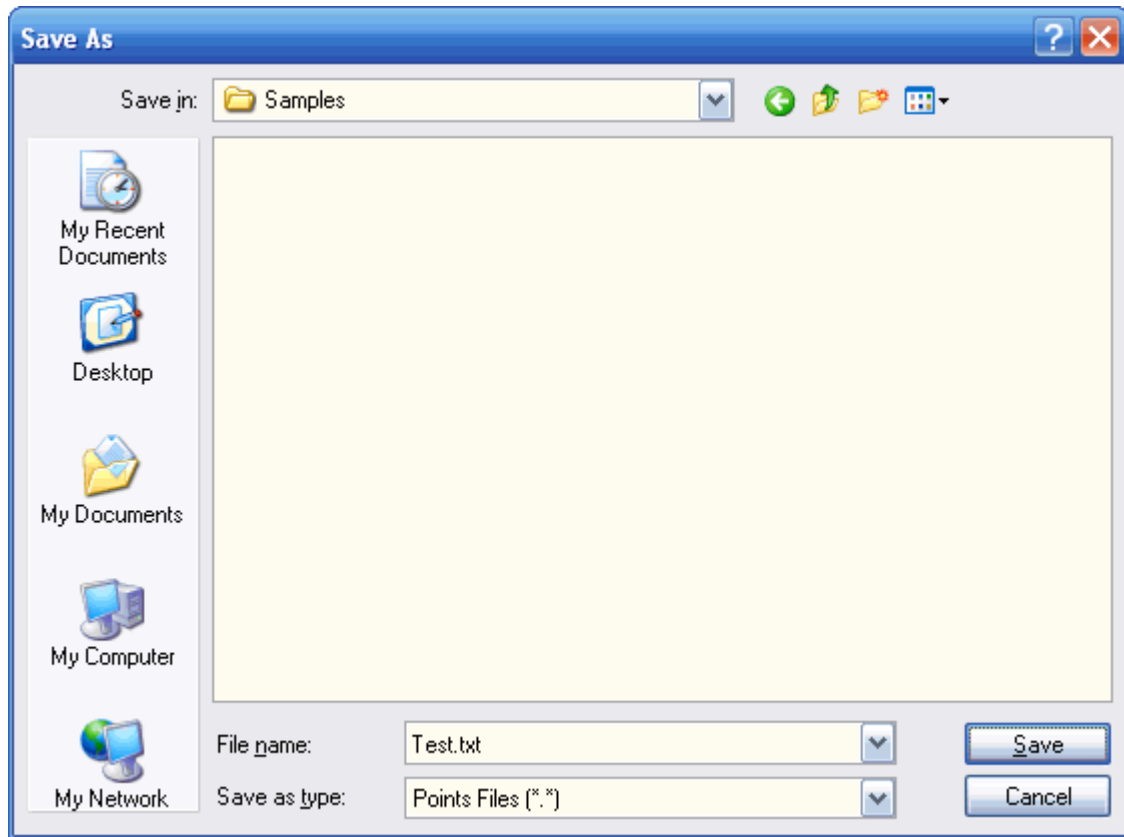 Save As
Save in:
Samples
My Recent
Documents
Desktop
My Documents
My Computer
My Network
File name:
Test.txt
Save
Save as type:
Points Files (*.*)
Cancel